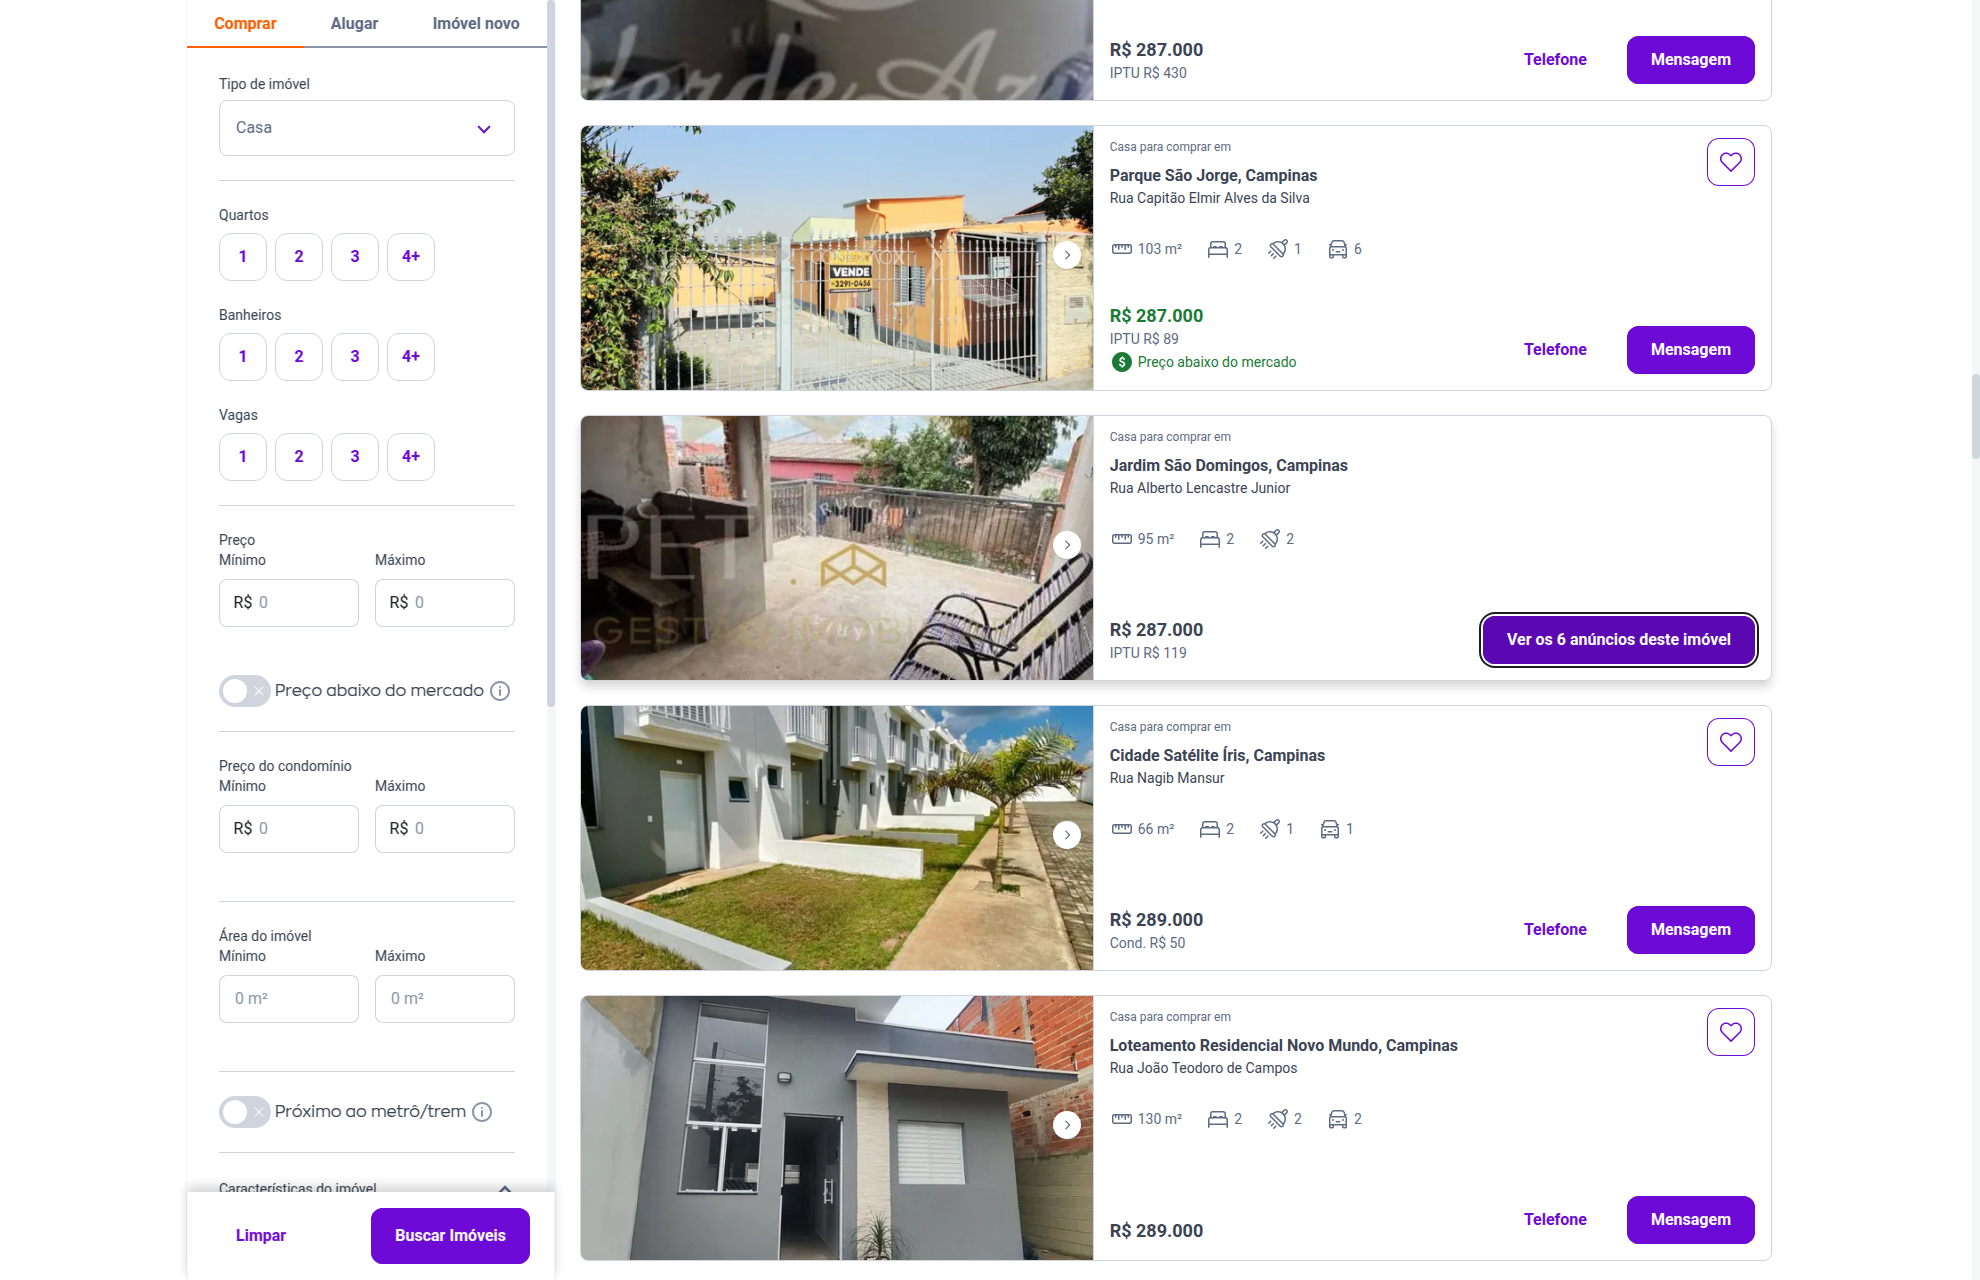 Comprar
Alugar
Imóvel novo
Tipo de imóvel
Casa
Quartos
1
2
3
4+
Banheiros
1
2
3
4+
Vagas
1
2
3
4+
Preço
Mínimo
Máximo
R$ 0
R$ 0
Preço abaixo do mercado
Preço do condomínio
Mínimo
Máximo
R$ 0
R$ 0
Área do imóvel
Mínimo
Máximo
0 m²
0 m²
Próximo ao metrô/trem
Características do imóvel
Limpar
Buscar Imóveis
Verde Az
R$ 287.000
IPTU R$ 430
Telefone
Mensagem
VENDE
3291-0456
Casa para comprar em
Parque São Jorge, Campinas
Rua Capitão Elmir Alves da Silva
103 m²
2
1
6
R$ 287.000
IPTU R$ 89
$ Preço abaixo do mercado
Telefone
Mensagem
PET
Casa para comprar em
Jardim São Domingos, Campinas
Rua Alberto Lencastre Junior
95 m²
2
2
R$ 287.000
IPTU R$ 119
Ver os 6 anúncios deste imóvel
Casa para comprar em
Cidade Satélite Íris, Campinas
Rua Nagib Mansur
66 m²
2
1
1
R$ 289.000
Cond. R$ 50
Telefone
Mensagem
Casa para comprar em
Loteamento Residencial Novo Mundo, Campinas
Rua João Teodoro de Campos
130 m²
2
2
2
R$ 289.000
Telefone
Mensagem